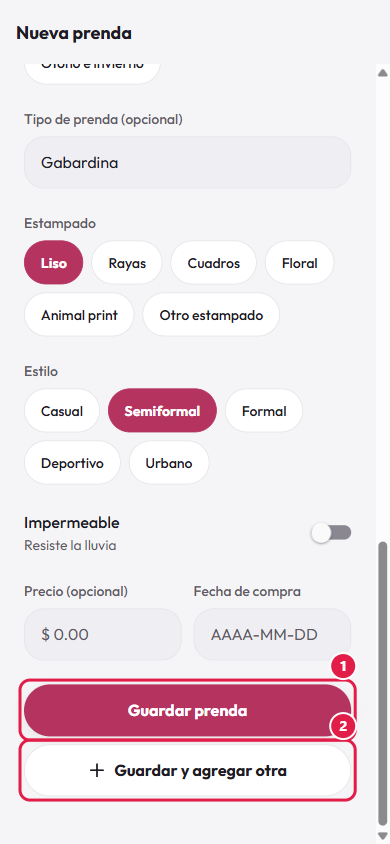 Nueva prenda
Otoño e invierno
Tipo de prenda (opcional)
Gabardina
Estampado
Liso Rayas Cuadros Floral
Animal print Otro estampado
Estilo
Casual Semiformal Formal
Deportivo Urbano
Impermeable
Resiste la lluvia
Precio (opcional) Fecha de compra
$ 0.00 AAAA-MM-DD
1
Guardar prenda
2
+ Guardar y agregar otra